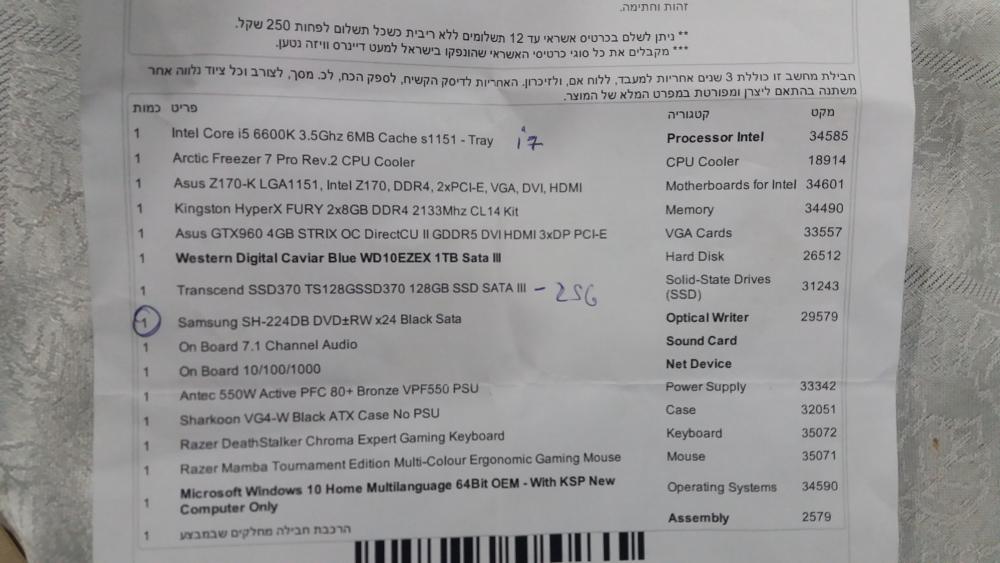 זהות וחתימה.
** ניתן לשלם בכרטיס אשראי עד 12 תשלומים ללא ריבית כשכל תשלום לפחות 250 שקל.
*** מקבלים את כל סוגי כרטיסי האשראי שהונפקו בישראל למעט דיינרס וויזה נטען.
חבילת מחשב זו כוללת 3 שנים אחריות למעבד, ללוח אם, ולזיכרון. האחריות לדיסק הקשיח, לספק הכח, לכ. מסך, לצורב וכל ציוד נלווה אחר
משתנה בהתאם ליצרן ומפורטת במפרט המלא של המוצר.
מקט קטגוריה פריט כמות
34585 Processor Intel Intel Core i5 6600K 3.5Ghz 6MB Cache s1151 - Tray i7 1
18914 CPU Cooler Arctic Freezer 7 Pro Rev.2 CPU Cooler 1
34601 Motherboards for Intel Asus Z170-K LGA1151, Intel Z170, DDR4, 2xPCI-E, VGA, DVI, HDMI 1
34490 Memory Kingston HyperX FURY 2x8GB DDR4 2133Mhz CL14 Kit 1
33557 VGA Cards Asus GTX960 4GB STRIX OC DirectCU II GDDR5 DVI HDMI 3xDP PCI-E 1
26512 Hard Disk Western Digital Caviar Blue WD10EZEX 1TB Sata III 1
31243 Solid-State Drives (SSD) Transcend SSD370 TS128GSSD370 128GB SSD SATA III - 256 1
29579 Optical Writer Samsung SH-224DB DVD±RW x24 Black Sata 1
Sound Card On Board 7.1 Channel Audio 1
Net Device On Board 10/100/1000 1
33342 Power Supply Antec 550W Active PFC 80+ Bronze VPF550 PSU 1
32051 Case Sharkoon VG4-W Black ATX Case No PSU 1
35072 Keyboard Razer DeathStalker Chroma Expert Gaming Keyboard 1
35071 Mouse Razer Mamba Tournament Edition Multi-Colour Ergonomic Gaming Mouse 1
34590 Operating Systems Microsoft Windows 10 Home Multilanguage 64Bit OEM - With KSP New Computer Only 1
2579 Assembly הרכבת חבילה מחלקים שבמבצע 1